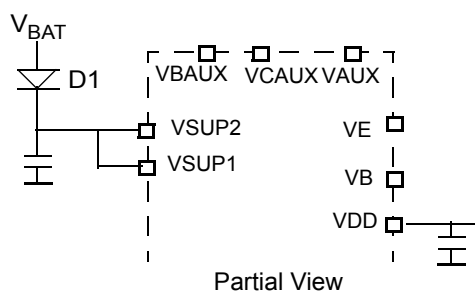 VBAT
D1
VBAUX VCAUX VAUX
VSUP2
VE
VSUP1
VB
VDD
Partial View